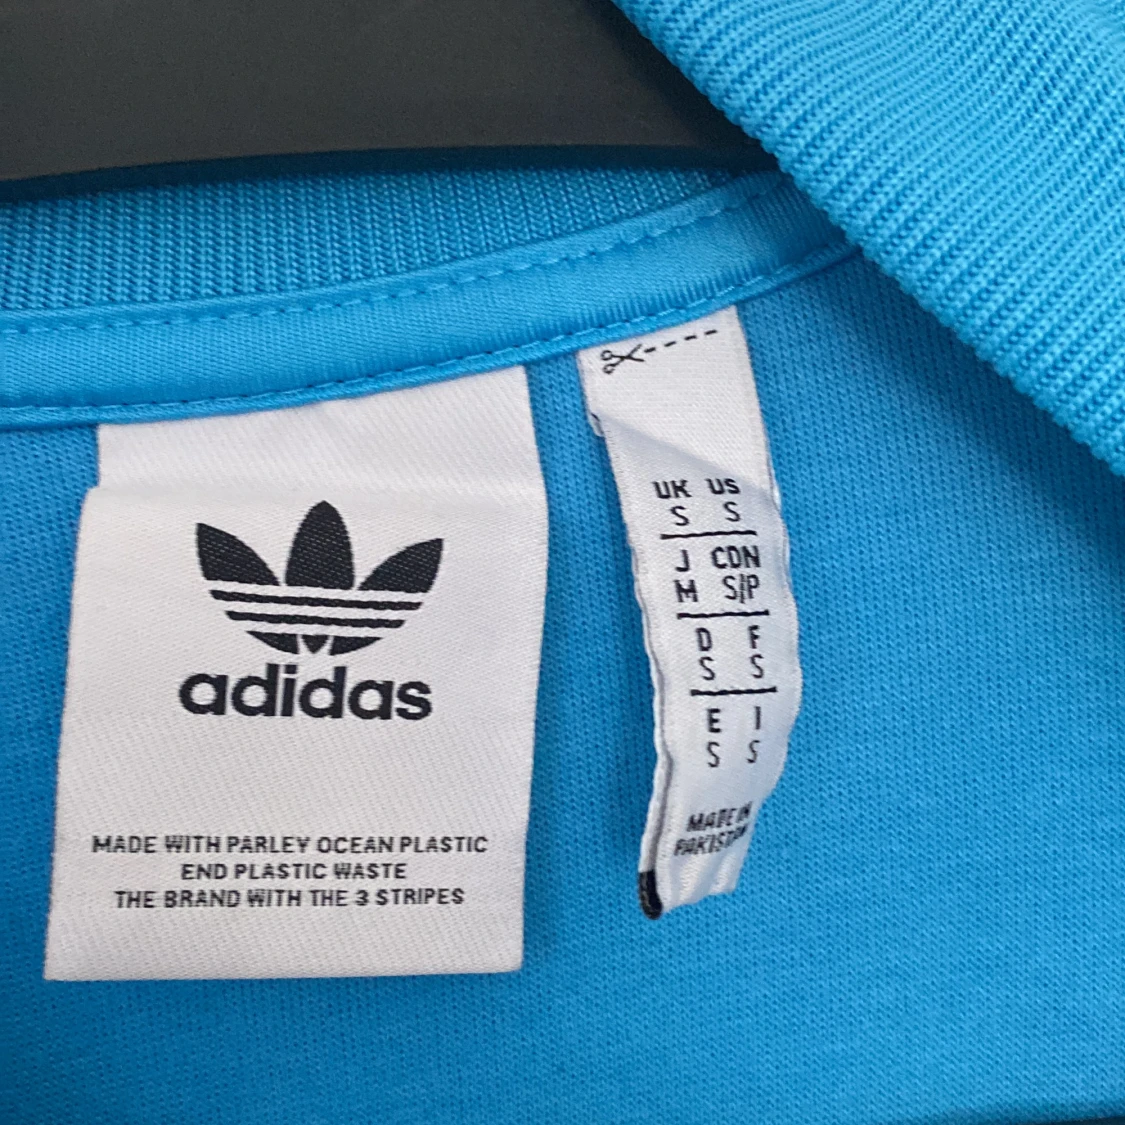 adidas
MADE WITH PARLEY OCEAN PLASTIC
END PLASTIC WASTE
THE BRAND WITH THE 3 STRIPES
UK US
S S
J CDN
M S/P
D F
S S
E I
S S
MADE IN
PAKISTAN